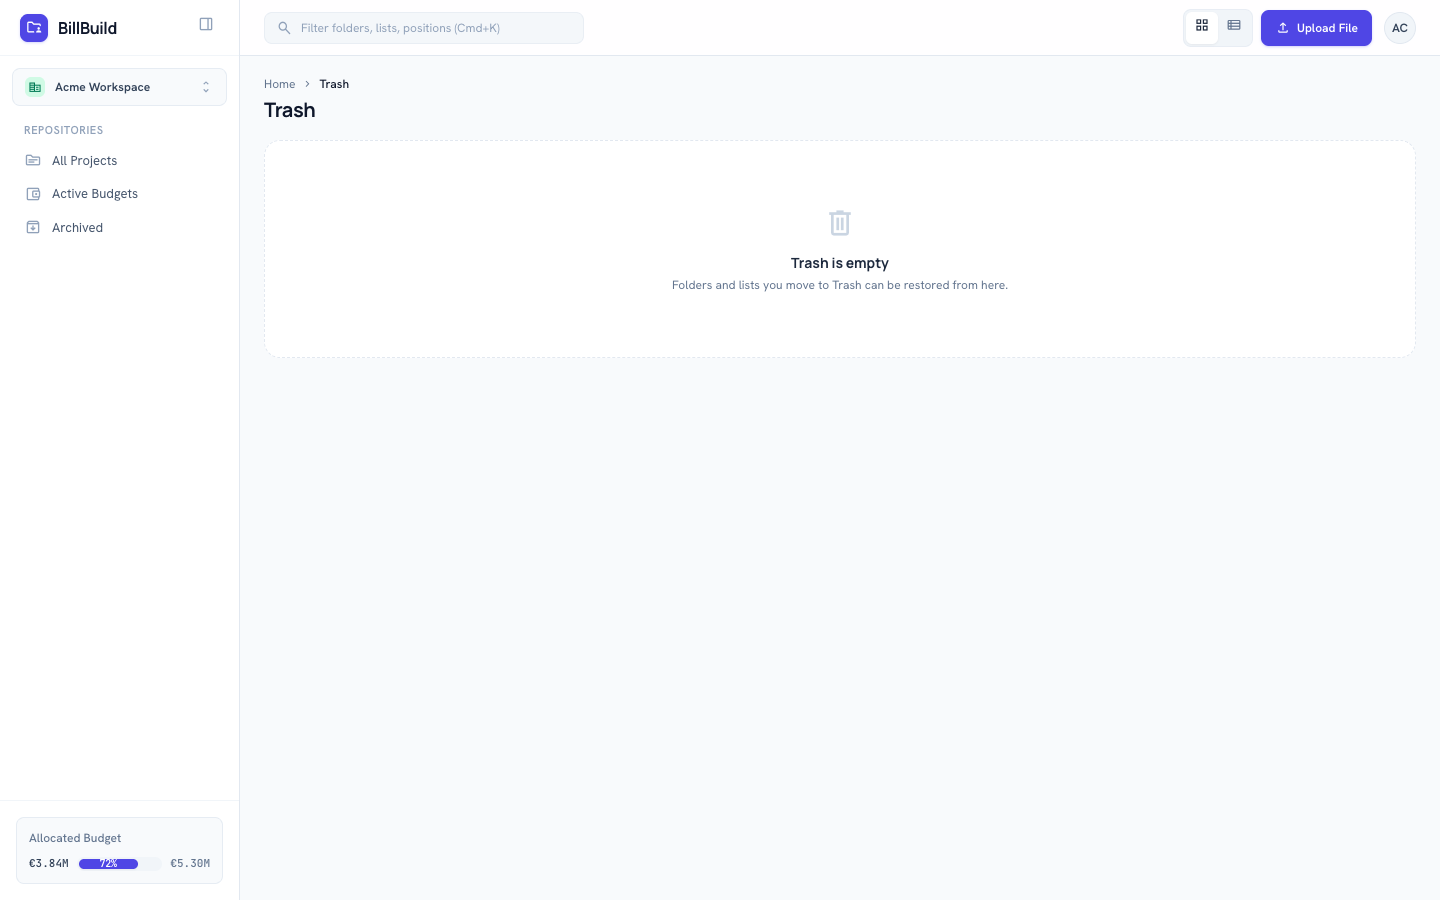 BillBuild
Filter folders, lists, positions (Cmd+K)
Upload File
AC
Acme Workspace
REPOSITORIES
All Projects
Active Budgets
Archived
Home > Trash
Trash
Trash is empty
Folders and lists you move to Trash can be restored from here.
Allocated Budget
€3.84M 72% €5.30M